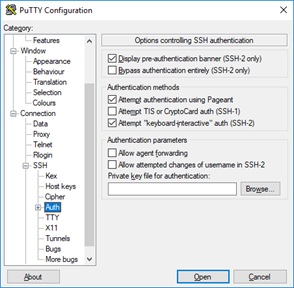 PuTTY Configuration
Category:
Features
Window
Appearance
Behaviour
Translation
Selection
Colours
Connection
Data
Proxy
Telnet
Rlogin
SSH
Kex
Host keys
Cipher
Auth
TTY
X11
Tunnels
Bugs
More bugs
Options controlling SSH authentication
Display pre-authentication banner (SSH-2 only)
Bypass authentication entirely (SSH-2 only)
Authentication methods
Attempt authentication using Pageant
Attempt TIS or CryptoCard auth (SSH-1)
Attempt "keyboard-interactive" auth (SSH-2)
Authentication parameters
Allow agent forwarding
Allow attempted changes of username in SSH-2
Private key file for authentication:
Browse...
About
Open
Cancel